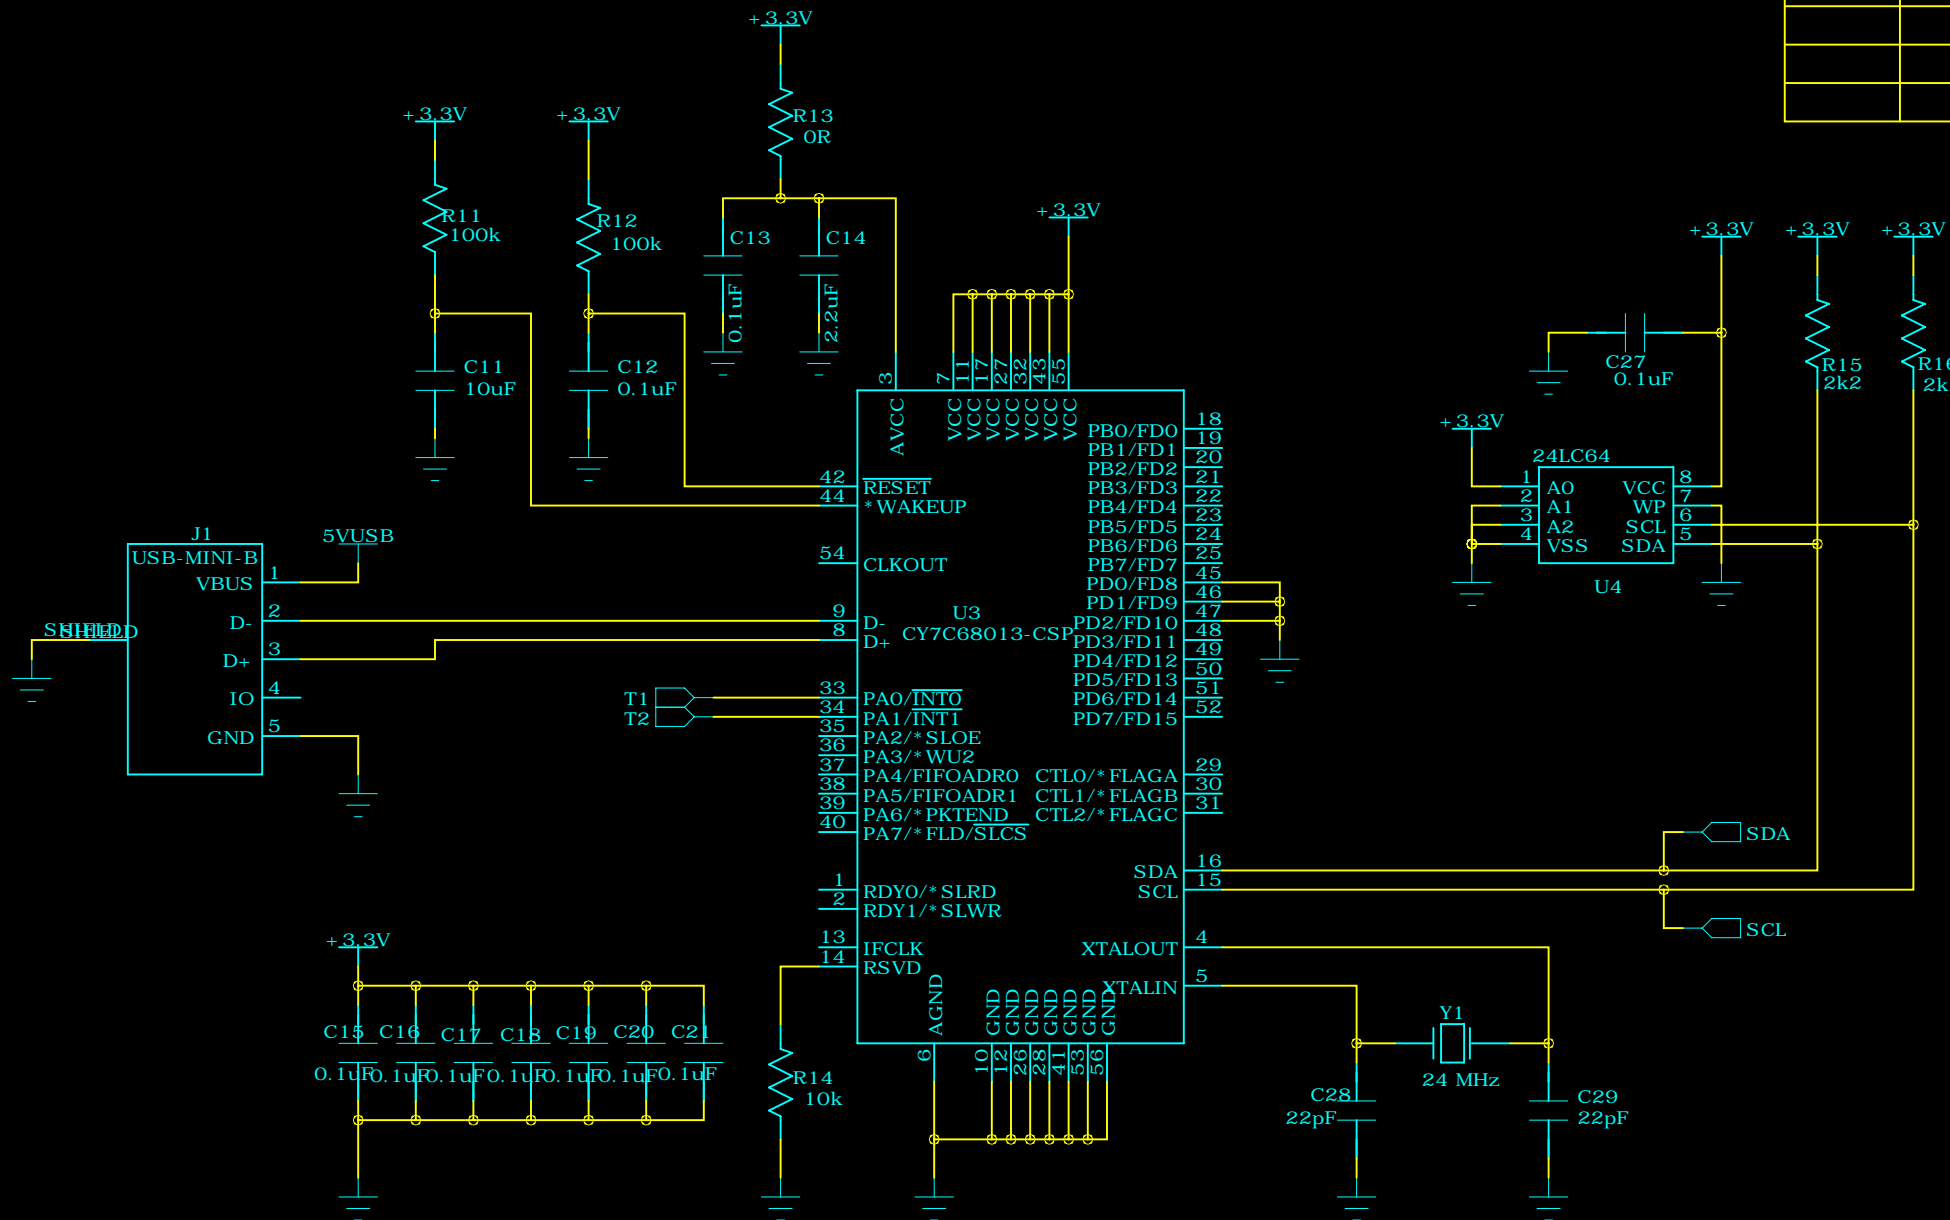 +3.3V
R13
0R
+3.3V
R11
100k
C11
10uF
+3.3V
R12
100k
C12
0.1uF
C13
0.1uF
C14
2.2uF
+3.3V
3
7
11
17
27
32
43
55
AVCC
VCC
VCC
VCC
VCC
VCC
VCC
VCC
42
RESET
44
*WAKEUP
54
CLKOUT
9
D-
8
D+
U3
CY7C68013-CSP
33
PA0/INT0
34
PA1/INT1
35
PA2/*SLOE
36
PA3/*WU2
37
PA4/FIFOADR0
38
PA5/FIFOADR1
39
PA6/*PKTEND
40
PA7/*FLD/SLCS
1
RDY0/*SLRD
2
RDY1/*SLWR
13
IFCLK
14
RSVD
PB0/FD0
18
PB1/FD1
19
PB2/FD2
20
PB3/FD3
21
PB4/FD4
22
PB5/FD5
23
PB6/FD6
24
PB7/FD7
25
PD0/FD8
45
PD1/FD9
46
PD2/FD10
47
PD3/FD11
48
PD4/FD12
49
PD5/FD13
50
PD6/FD14
51
PD7/FD15
52
CTL0/*FLAGA
29
CTL1/*FLAGB
30
CTL2/*FLAGC
31
SDA
16
SCL
15
XTALOUT
4
XTALIN
5
AGND
GND
GND
GND
GND
GND
GND
GND
6
10
12
26
28
41
53
56
J1
USB-MINI-B
VBUS
1
D-
2
D+
3
IO
4
GND
5
5VUSB
SHIELD
SHIELD
T1
T2
+3.3V
C15
C16
C17
C18
C19
C20
C21
0.1uF
0.1uF
0.1uF
0.1uF
0.1uF
0.1uF
0.1uF
R14
10k
Y1
24 MHz
C28
22pF
C29
22pF
+3.3V
+3.3V
+3.3V
C27
0.1uF
R15
2k2
R16
2k
+3.3V
24LC64
1
A0
2
A1
3
A2
4
VSS
VCC
8
WP
7
SCL
6
SDA
5
U4
SDA
SCL